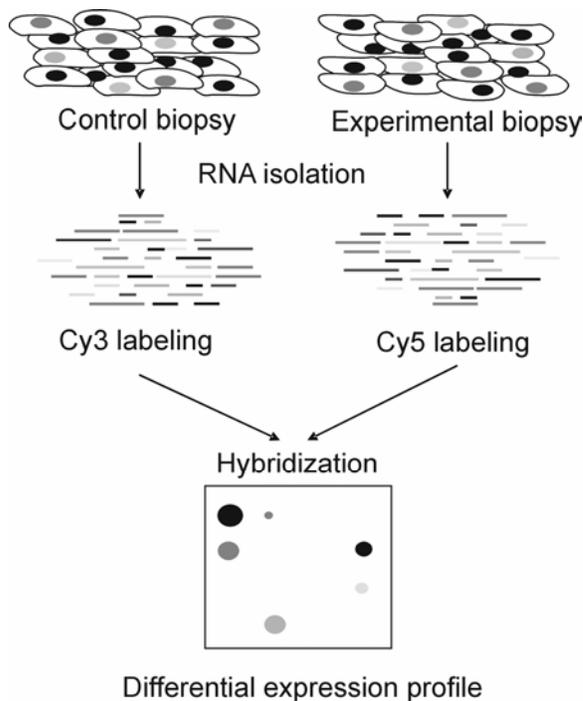 Control biopsy
Experimental biopsy
RNA isolation
Cy3 labeling
Cy5 labeling
Hybridization
Differential expression profile